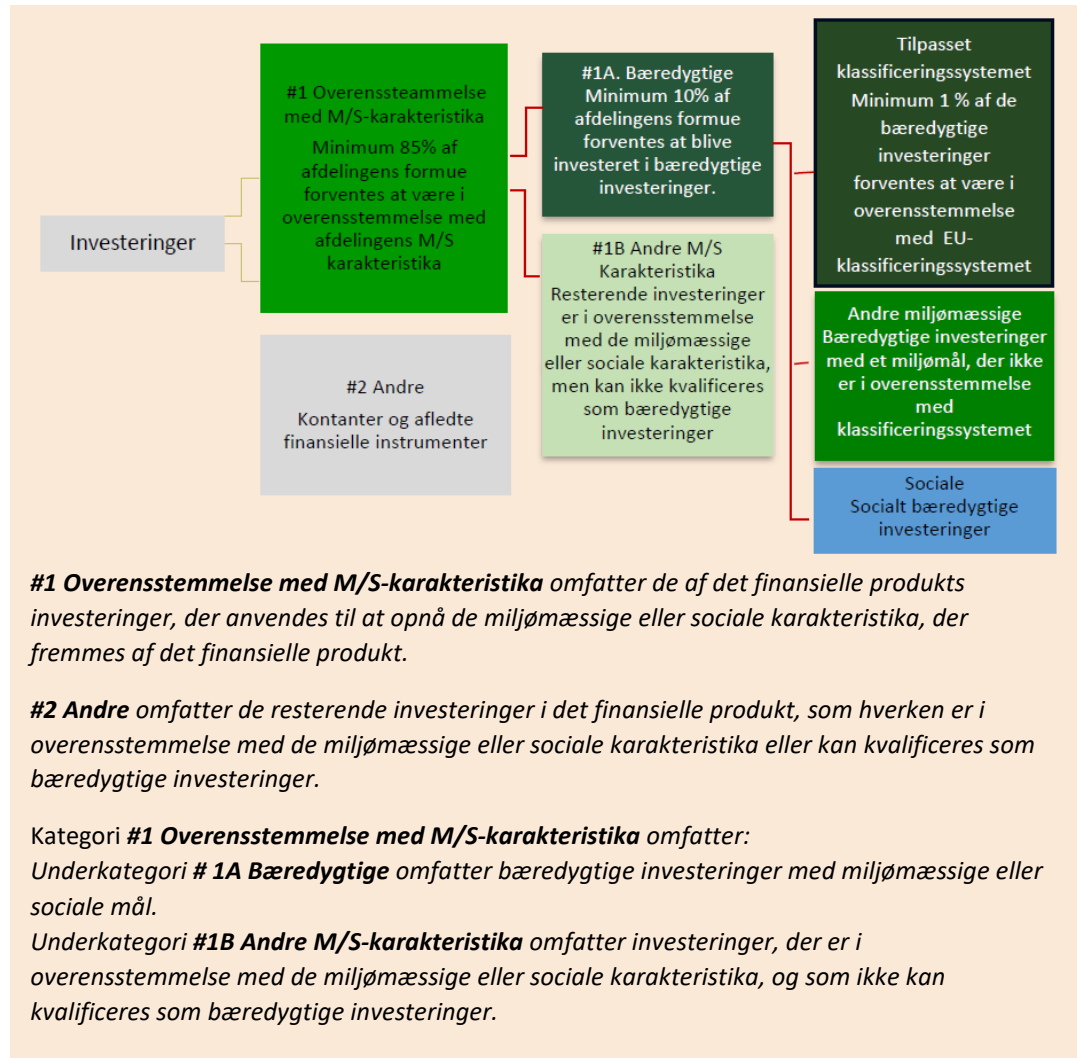 Investeringer
#1 Overenssteammelse
med M/S-karakteristika
Minimum 85% af
afdelingens formue
forventes at være i
overensstemmelse med
afdelingens M/S
karakteristika
#2 Andre
Kontanter og afledte
finansielle instrumenter
#1A. Bæredygtige
Minimum 10% af
afdelingens formue
forventes at blive
investeret i bæredygtige
investeringer.
#1B Andre M/S
Karakteristika
Resterende investeringer
er i overensstemmelse
med de miljømæssige
eller sociale karakteristika,
men kan ikke kvalificeres
som bæredygtige
investeringer
Tilpasset
klassificeringssystemet
Minimum 1 % af de
bæredygtige
investeringer
forventes at være i
overensstemmelse
med EU-
klassificeringssystemet
Andre miljømæssige
Bæredygtige investeringer
med et miljømål, der ikke
er i overensstemmelse
med
klassificeringssystemet
Sociale
Socialt bæredygtige
investeringer
#1 Overensstemmelse med M/S-karakteristika omfatter de af det finansielle produkts
investeringer, der anvendes til at opnå de miljømæssige eller sociale karakteristika, der
fremmes af det finansielle produkt.
#2 Andre omfatter de resterende investeringer i det finansielle produkt, som hverken er i
overensstemmelse med de miljømæssige eller sociale karakteristika eller kan kvalificeres som
bæredygtige investeringer.
Kategori #1 Overensstemmelse med M/S-karakteristika omfatter:
Underkategori # 1A Bæredygtige omfatter bæredygtige investeringer med miljømæssige eller
sociale mål.
Underkategori #1B Andre M/S-karakteristika omfatter investeringer, der er i
overensstemmelse med de miljømæssige eller sociale karakteristika, og som ikke kan
kvalificeres som bæredygtige investeringer.